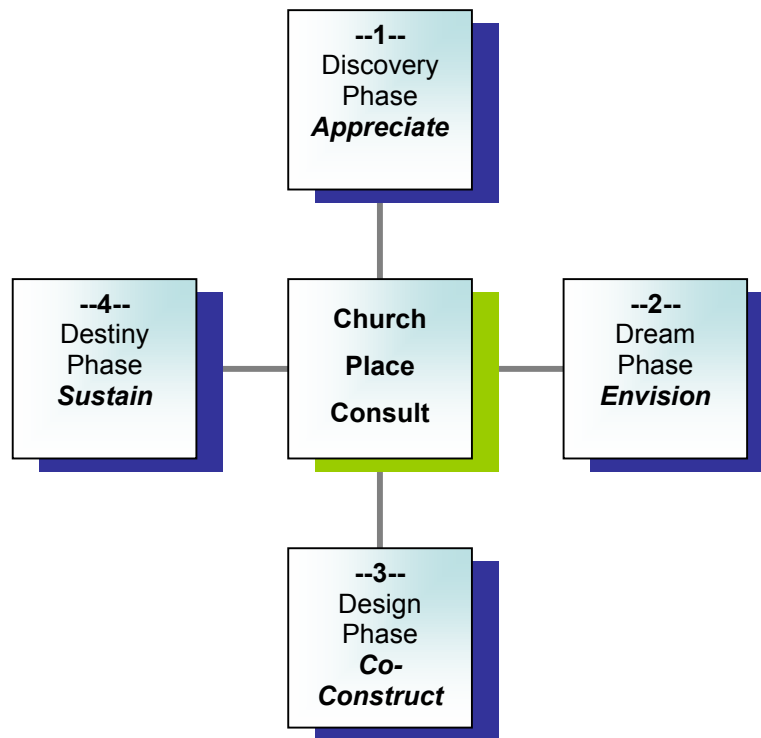 --1--
Discovery
Phase
Appreciate
--4--
Destiny
Phase
Sustain
Church
Place
Consult
--2--
Dream
Phase
Envision
--3--
Design
Phase
Co-
Construct